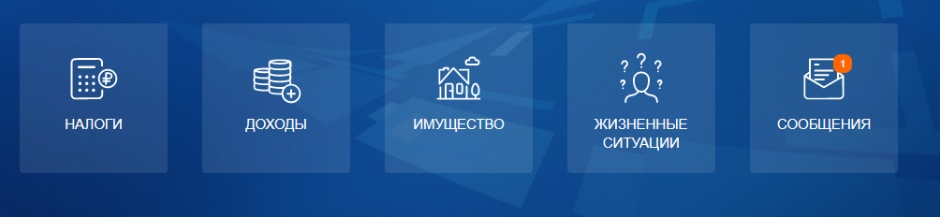 НАЛОГИ
ДОХОДЫ
ИМУЩЕСТВО
ЖИЗНЕННЫЕ
СИТУАЦИИ
1
СООБЩЕНИЯ